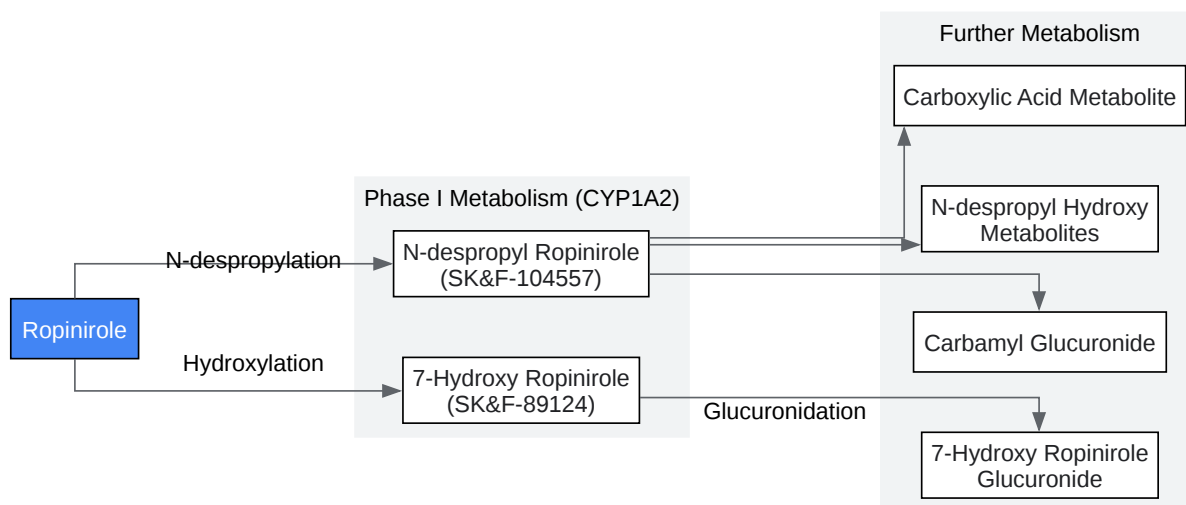 Further Metabolism
Carboxylic Acid Metabolite
Phase I Metabolism (CYP1A2)
N-despropyl Hydroxy
Metabolites
N-despropylation
N-despropyl Ropinirole
(SK&F-104557)
Ropinirole
Carbamyl Glucuronide
Hydroxylation
7-Hydroxy Ropinirole
(SK&F-89124)
Glucuronidation
7-Hydroxy Ropinirole
Glucuronide